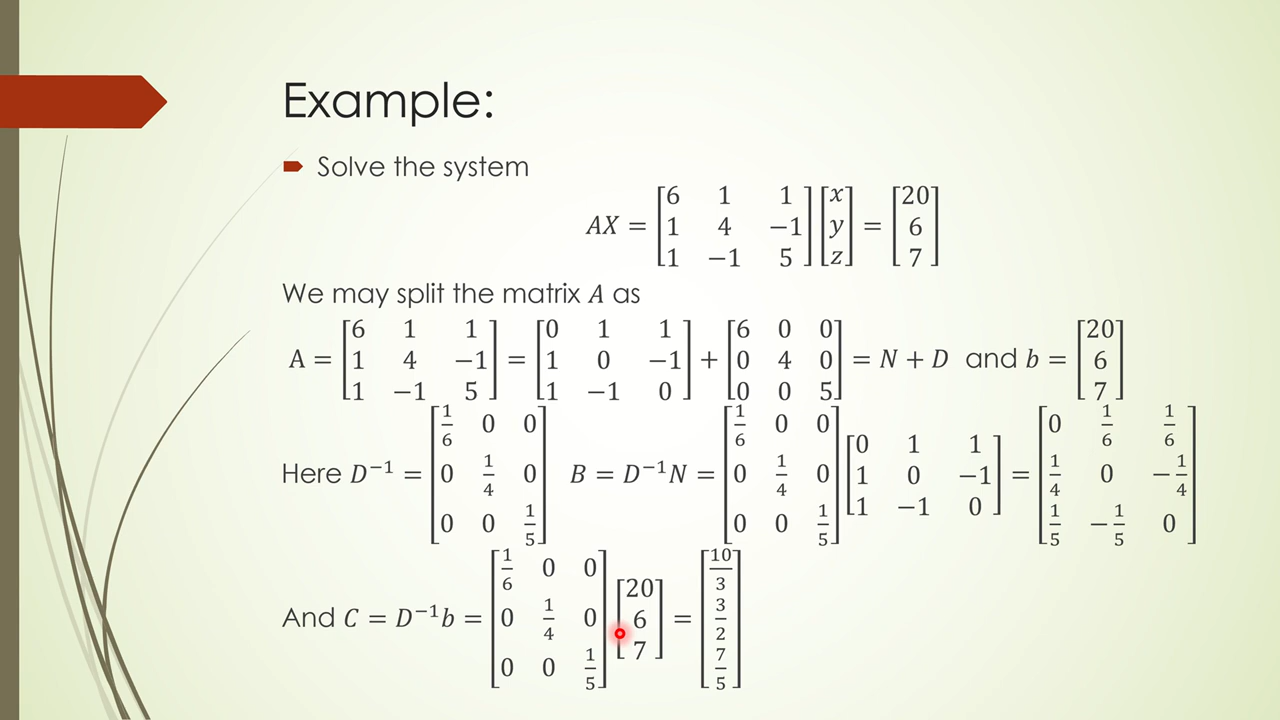 Example:
Solve the system
AX = [6 1 1; 1 4 −1; 1 −1 5] [x; y; z] = [20; 6; 7]
We may split the matrix A as
A = [6 1 1; 1 4 −1; 1 −1 5] = [0 1 1; 1 0 −1; 1 −1 0] + [6 0 0; 0 4 0; 0 0 5] = N + D and b = [20; 6; 7]
Here D⁻¹ = [1/6 0 0; 0 1/4 0; 0 0 1/5] B = D⁻¹N = [1/6 0 0; 0 1/4 0; 0 0 1/5] [0 1 1; 1 0 −1; 1 −1 0] = [0 1/6 1/6; 1/4 0 −1/4; 1/5 −1/5 0]
And C = D⁻¹b = [1/6 0 0; 0 1/4 0; 0 0 1/5] [20; 6; 7] = [10/3; 3/2; 7/5]